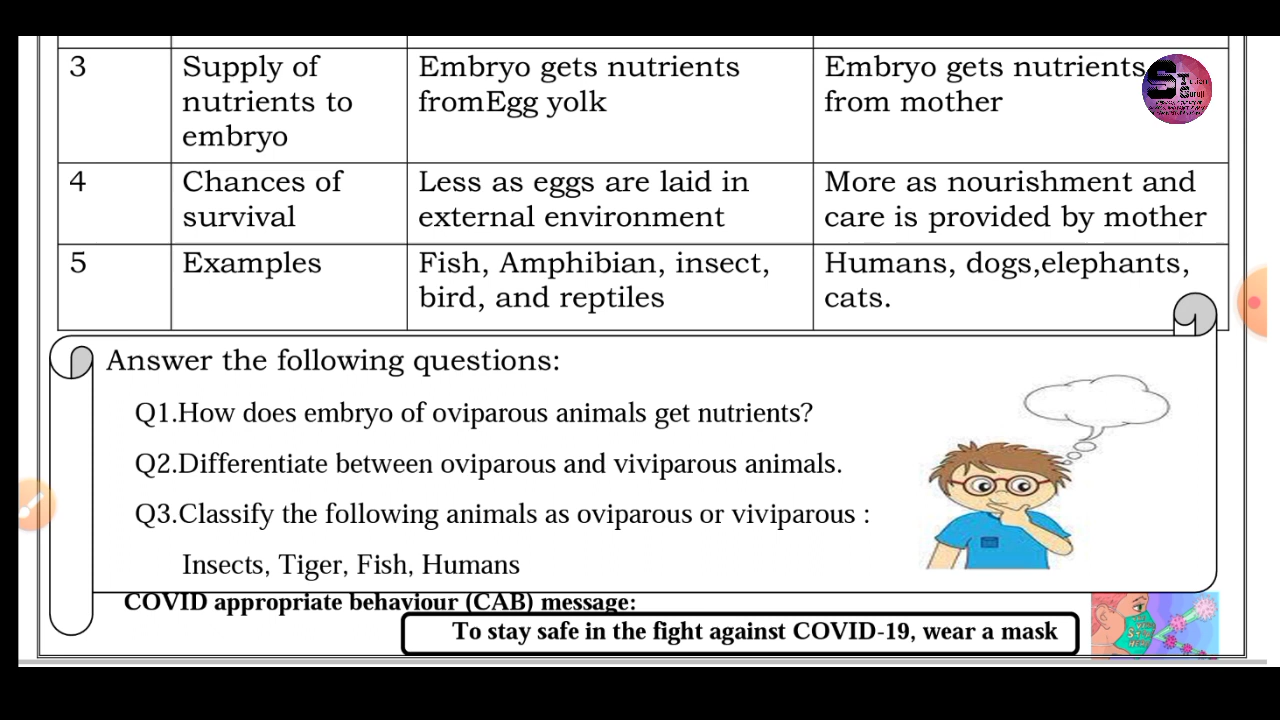 3 Supply of nutrients to embryo Embryo gets nutrients fromEgg yolk Embryo gets nutrients from mother
4 Chances of survival Less as eggs are laid in external environment More as nourishment and care is provided by mother
5 Examples Fish, Amphibian, insect, bird, and reptiles Humans, dogs,elephants, cats.
Answer the following questions:
Q1.How does embryo of oviparous animals get nutrients?
Q2.Differentiate between oviparous and viviparous animals.
Q3.Classify the following animals as oviparous or viviparous :
Insects, Tiger, Fish, Humans
COVID appropriate behaviour (CAB) message:
To stay safe in the fight against COVID-19, wear a mask